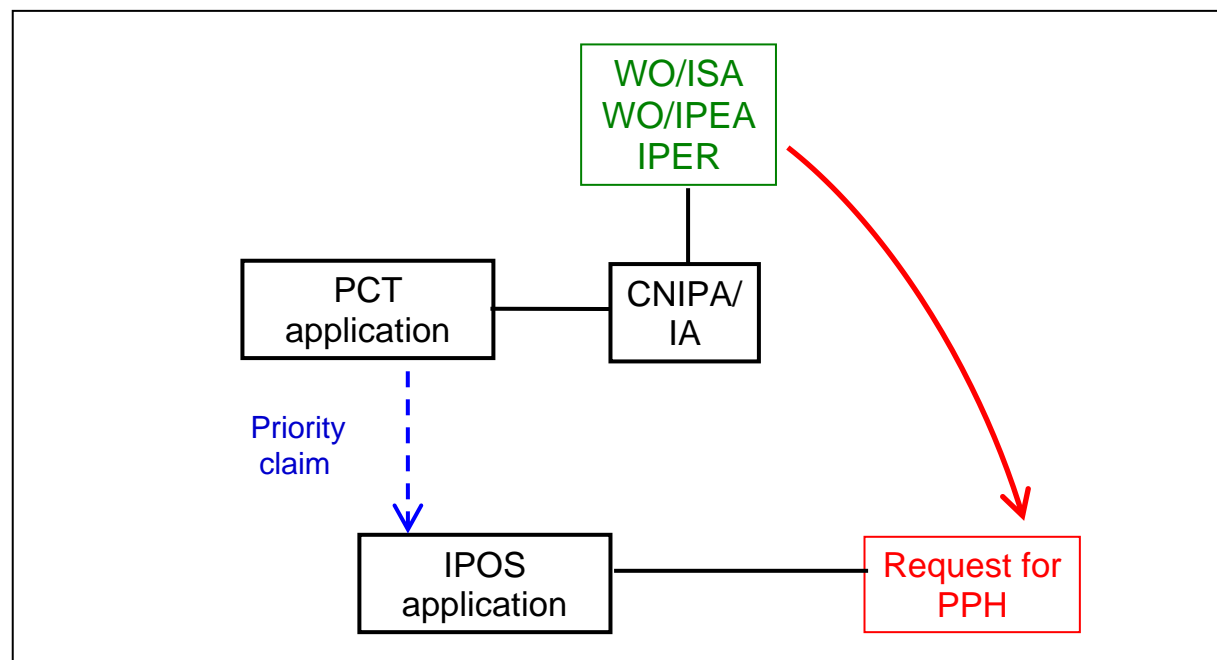 WO/ISA
WO/IPEA
IPER
PCT
application
CNIPA/
IA
Priority
claim
IPOS
application
Request for
PPH